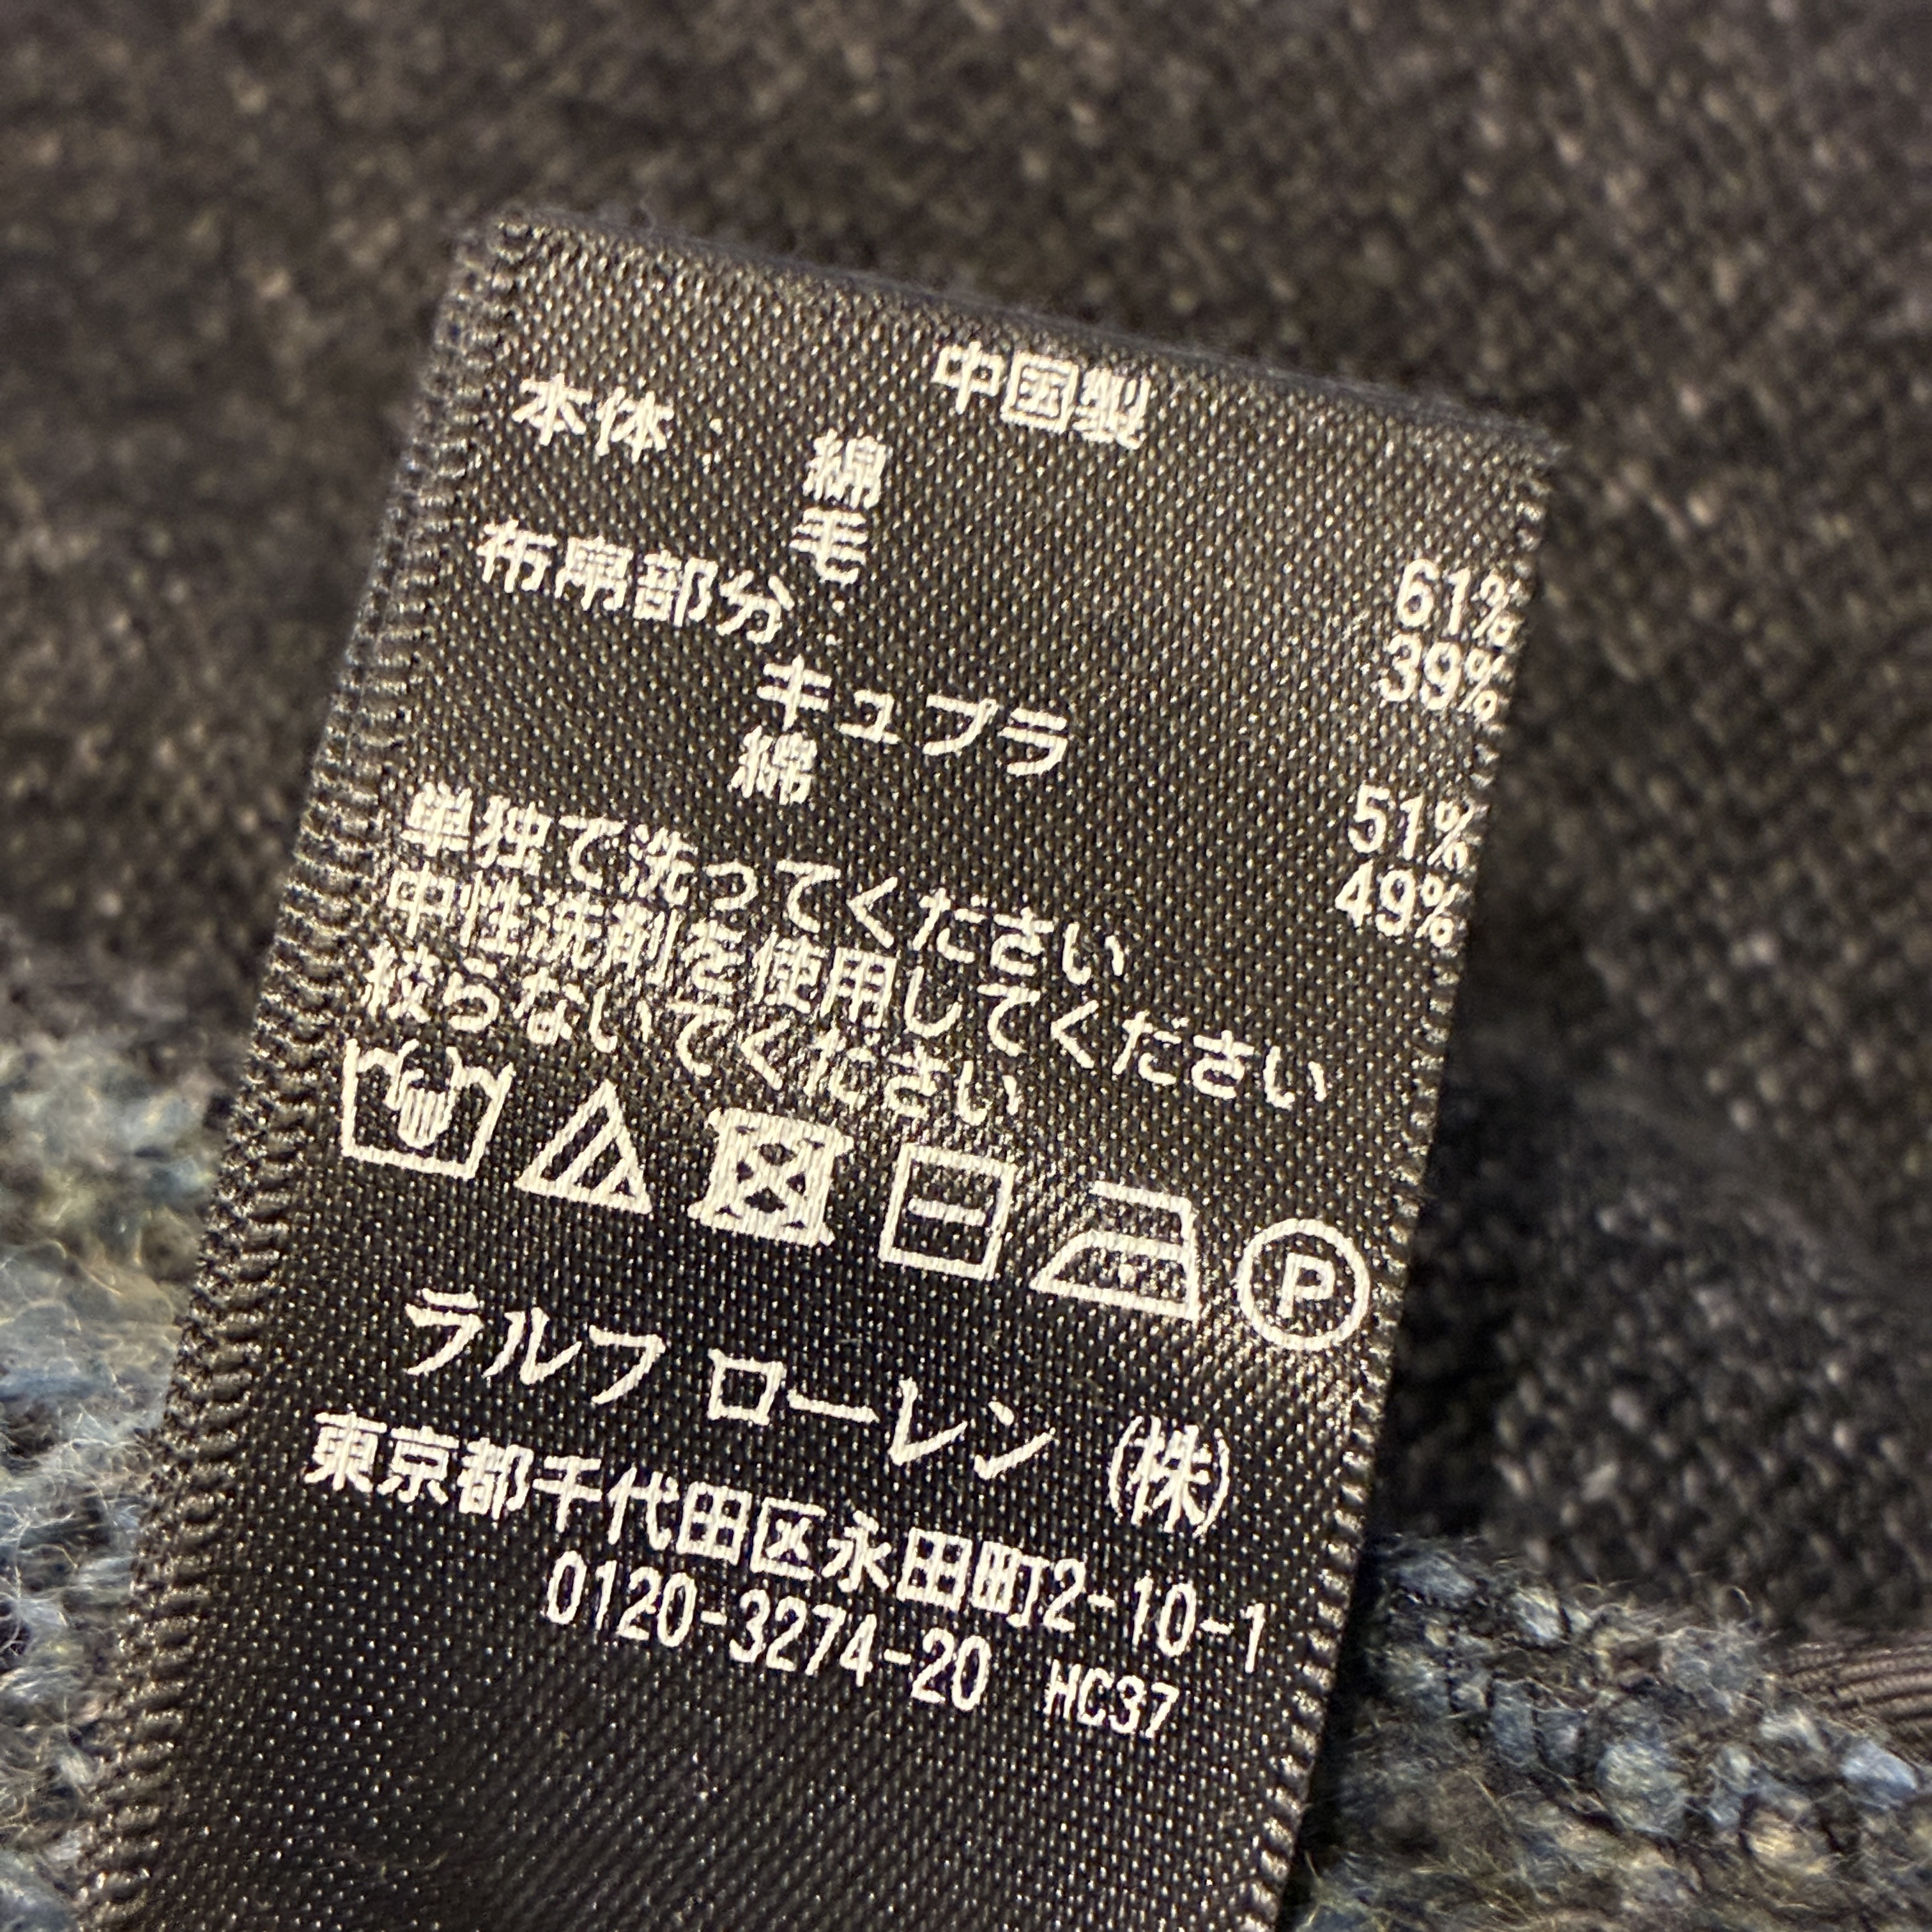 中国製
本体 :
綿 61%
毛 39%
布帛部分 :
キュプラ 51%
綿 49%
単独で洗ってください
中性洗剤を使用してください
絞らないでください
P
ラルフ ローレン (株)
東京都千代田区永田町2-10-1
0120-3274-20 HC37